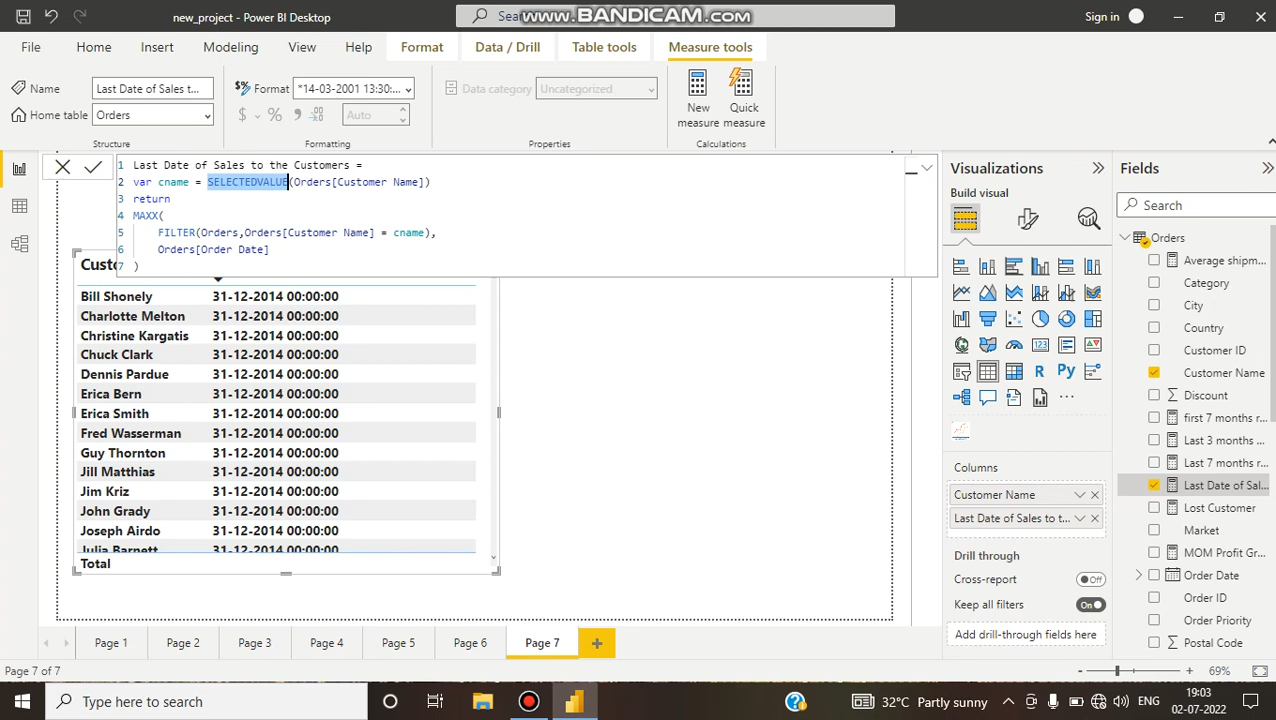 new_project - Power BI Desktop
Sea
www.BANDICAM.com
Sign in
File
Home
Insert
Modeling
View
Help
Format
Data / Drill
Table tools
Measure tools
Name
Last Date of Sales t...
Home table
Orders
Structure
Format
*14-03-2001 13:30:...
$ % 9 .00
Auto
Formatting
Data category
Uncategorized
Properties
New measure
Quick measure
Calculations
1 Last Date of Sales to the Customers =
2 var cname = SELECTEDVALUE(Orders[Customer Name])
3 return
4 MAXX(
5 FILTER(Orders,Orders[Customer Name] = cname),
6 Orders[Order Date]
7 )
Custo
Bill Shonely 31-12-2014 00:00:00
Charlotte Melton 31-12-2014 00:00:00
Christine Kargatis 31-12-2014 00:00:00
Chuck Clark 31-12-2014 00:00:00
Dennis Pardue 31-12-2014 00:00:00
Erica Bern 31-12-2014 00:00:00
Erica Smith 31-12-2014 00:00:00
Fred Wasserman 31-12-2014 00:00:00
Guy Thornton 31-12-2014 00:00:00
Jill Matthias 31-12-2014 00:00:00
Jim Kriz 31-12-2014 00:00:00
John Grady 31-12-2014 00:00:00
Joseph Airdo 31-12-2014 00:00:00
Julia Barnett 31-12-2014 00:00:00
Total
Visualizations
Build visual
123
R
Py
Columns
Customer Name
Last Date of Sales to t...
Drill through
Cross-report
Off
Keep all filters
On
Add drill-through fields here
Fields
Search
Orders
Average shipm...
Category
City
Country
Customer ID
Customer Name
Discount
first 7 months r...
Last 3 months ...
Last 7 months r...
Last Date of Sal...
Lost Customer
Market
MOM Profit Gr...
Order Date
Order ID
Order Priority
Postal Code
Page 1
Page 2
Page 3
Page 4
Page 5
Page 6
Page 7
Page 7 of 7
69%
Type here to search
32°C Partly sunny
ENG
19:03
02-07-2022